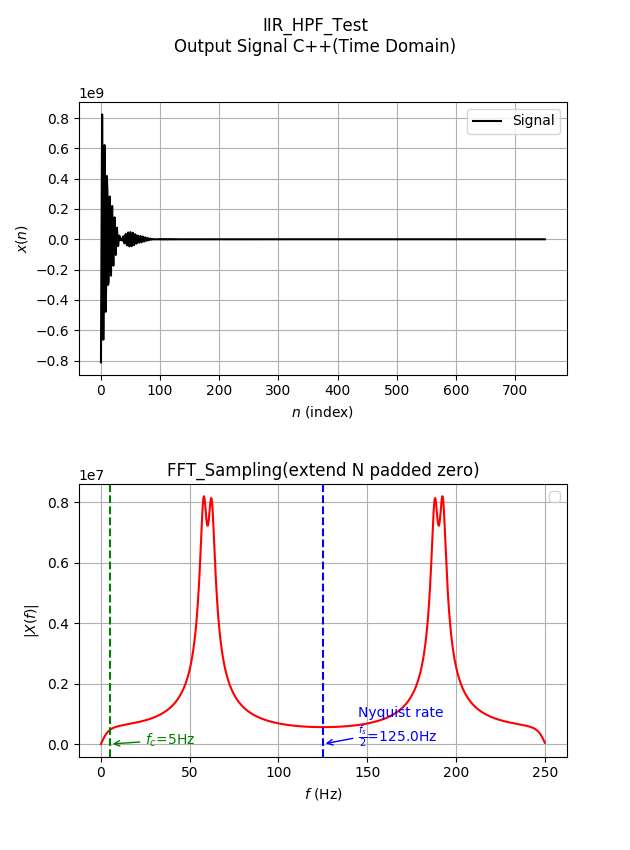 IIR_HPF_Test
Output Signal C++(Time Domain)
1e9
Signal
0.8
0.6
0.4
0.2
0.0
−0.2
−0.4
−0.6
−0.8
x(n)
0 100 200 300 400 500 600 700
n (index)
FFT_Sampling(extend N padded zero)
1e7
0.8
0.6
0.4
0.2
0.0
|X(f)|
Nyquist rate
f_s/2=125.0Hz
f_c=5Hz
0 50 100 150 200 250
f (Hz)